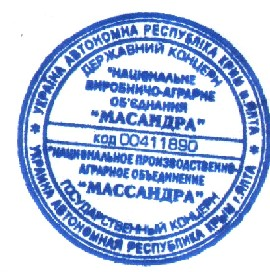 УКРАЇНА АВТОНОМНА РЕСПУБЛІКА КРИМ м. ЯЛТА
ДЕРЖАВНИЙ КОНЦЕРН
"НАЦІОНАЛЬНЕ
ВИРОБНИЧО-АГРАРНЕ
ОБ'ЄДНАННЯ
"МАСАНДРА"
КОД 00411890
"НАЦИОНАЛЬНОЕ ПРОИЗВОДСТВЕННО-
АГРАРНОЕ ОБЪЕДИНЕНИЕ
"МАССАНДРА"
ГОСУДАРСТВЕННЫЙ КОНЦЕРН
УКРАИНА АВТОНОМНАЯ РЕСПУБЛИКА КРЫМ г. ЯЛТА